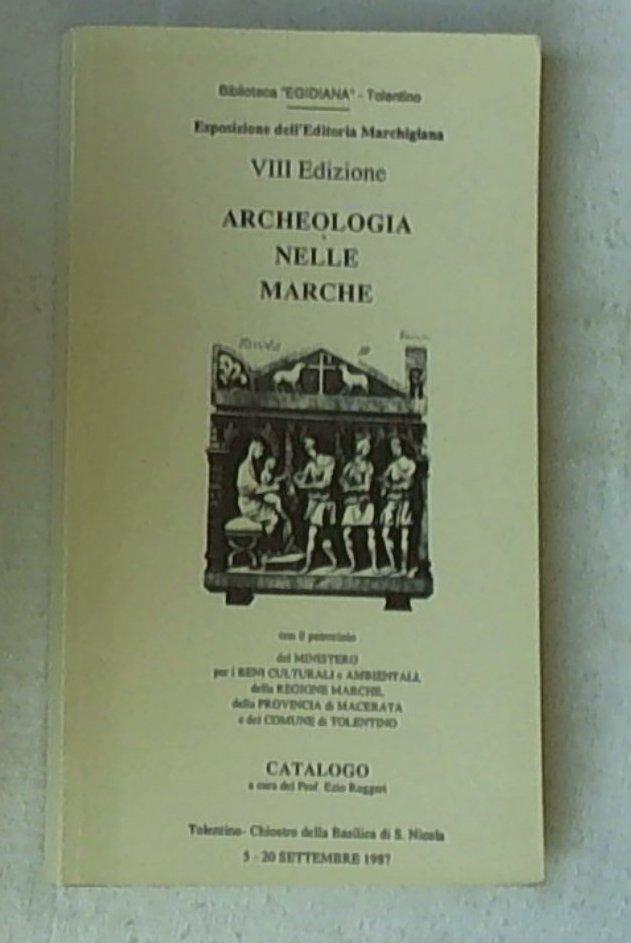 Biblioteca "EGIDIANA" - Tolentino
Esposizione dell'Editoria Marchigiana
VIII Edizione
ARCHEOLOGIA
NELLE
MARCHE
con il patrocinio
del MINISTERO
per i BENI CULTURALI e AMBIENTALI,
della REGIONE MARCHE,
della PROVINCIA di MACERATA
e del COMUNE di TOLENTINO
CATALOGO
a cura del Prof. Ezio
Tolentino- Chiostro della Basilica di S. Nicola
5 - 20 SETTEMBRE 1987